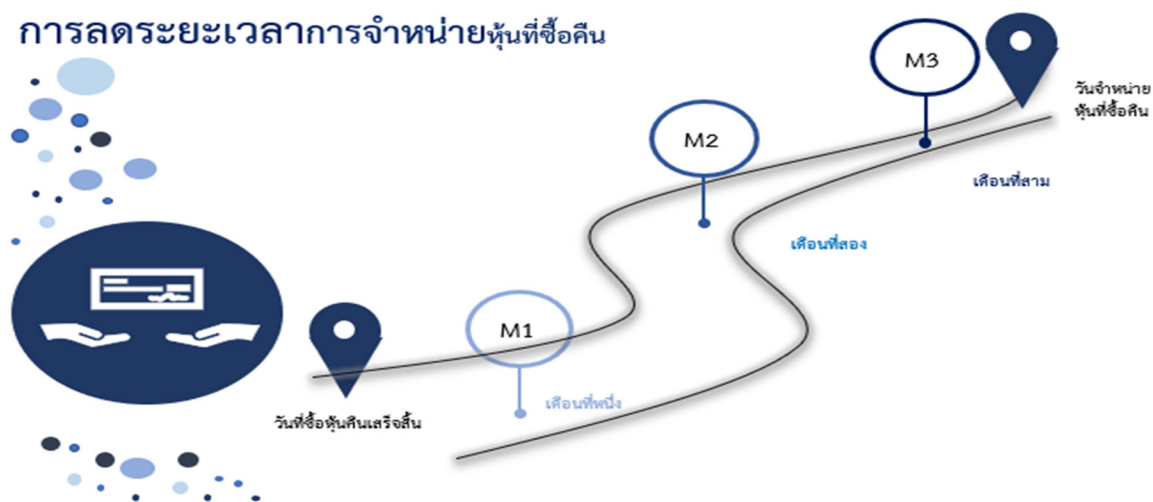 การลดระยะเวลาการจำหน่ายหุ้นที่ซื้อคืน
M3
วันจำหน่าย
หุ้นที่ซื้อคืน
M2
เดือนที่สาม
เดือนที่สอง
M1
เดือนที่หนึ่ง
วันที่ซื้อหุ้นคืนเสร็จสิ้น